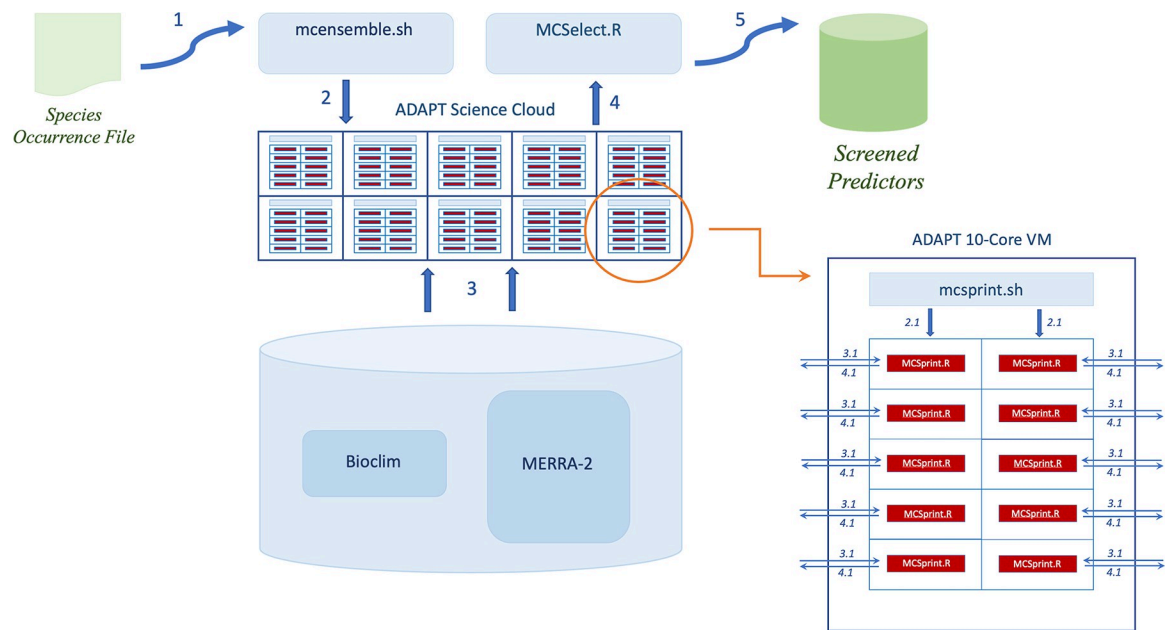 1
mcensemble.sh
MCSelect.R
5
Species
Occurrence File
2
ADAPT Science Cloud
4
Screened
Predictors
3
ADAPT 10-Core VM
mcsprint.sh
2.1
2.1
3.1
MCSprint.R
MCSprint.R
3.1
4.1
4.1
3.1
MCSprint.R
MCSprint.R
3.1
4.1
4.1
3.1
MCSprint.R
MCSprint.R
3.1
4.1
4.1
3.1
MCSprint.R
MCSprint.R
3.1
4.1
4.1
3.1
MCSprint.R
MCSprint.R
3.1
4.1
4.1
Bioclim
MERRA-2